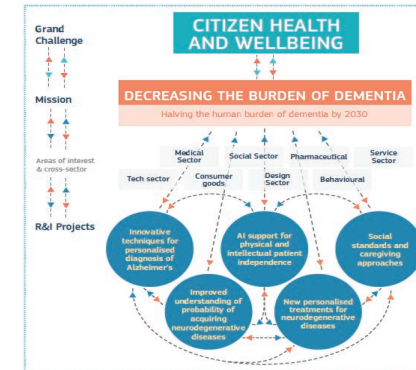 Grand
Challenge
CITIZEN HEALTH
AND WELLBEING
Mission
DECREASING THE BURDEN OF DEMENTIA
Halving the human burden of dementia by 2030
Areas of interest
& cross-sector
Medical
Sector
Social Sector
Pharmaceutical
Service
Sector
Tech sector
Consumer
goods
Design
Sector
Behavioural
R&I Projects
Innovative
techniques for
personalised
diagnosis of
Alzheimer's
AI support for
physical and
intellectual patient
independence
Social
standards and
caregiving
approaches
Improved
understanding of
probability of
acquiring
neurodegenerative
diseases
New personalised
treatments for
neurodegenerative
diseases